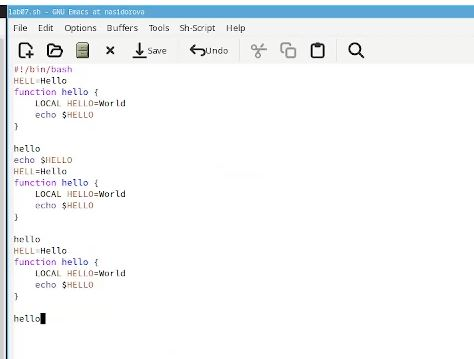 lab07.sh - GNU Emacs at nasidorova
File Edit Options Buffers Tools Sh-Script Help
Save Undo
#!/bin/bash
HELL=Hello
function hello {
    LOCAL HELLO=World
    echo $HELLO
}

hello
echo $HELLO
HELL=Hello
function hello {
    LOCAL HELLO=World
    echo $HELLO
}

hello
HELL=Hello
function hello {
    LOCAL HELLO=World
    echo $HELLO
}

hello